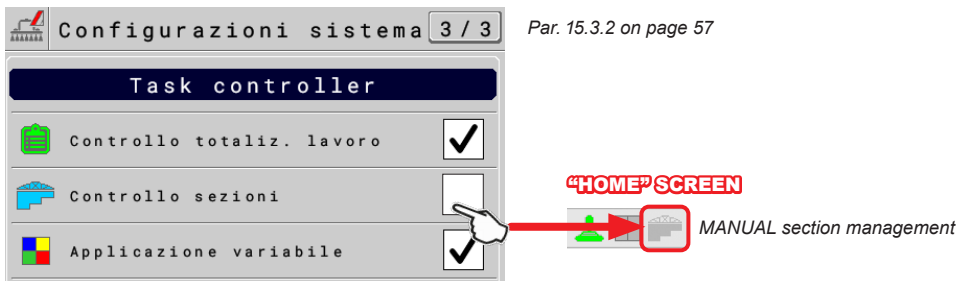 Configurazioni sistema 3/3
Par. 15.3.2 on page 57
Task controller
Controllo totaliz. lavoro
Controllo sezioni
“HOME” SCREEN
MANUAL section management
Applicazione variabile